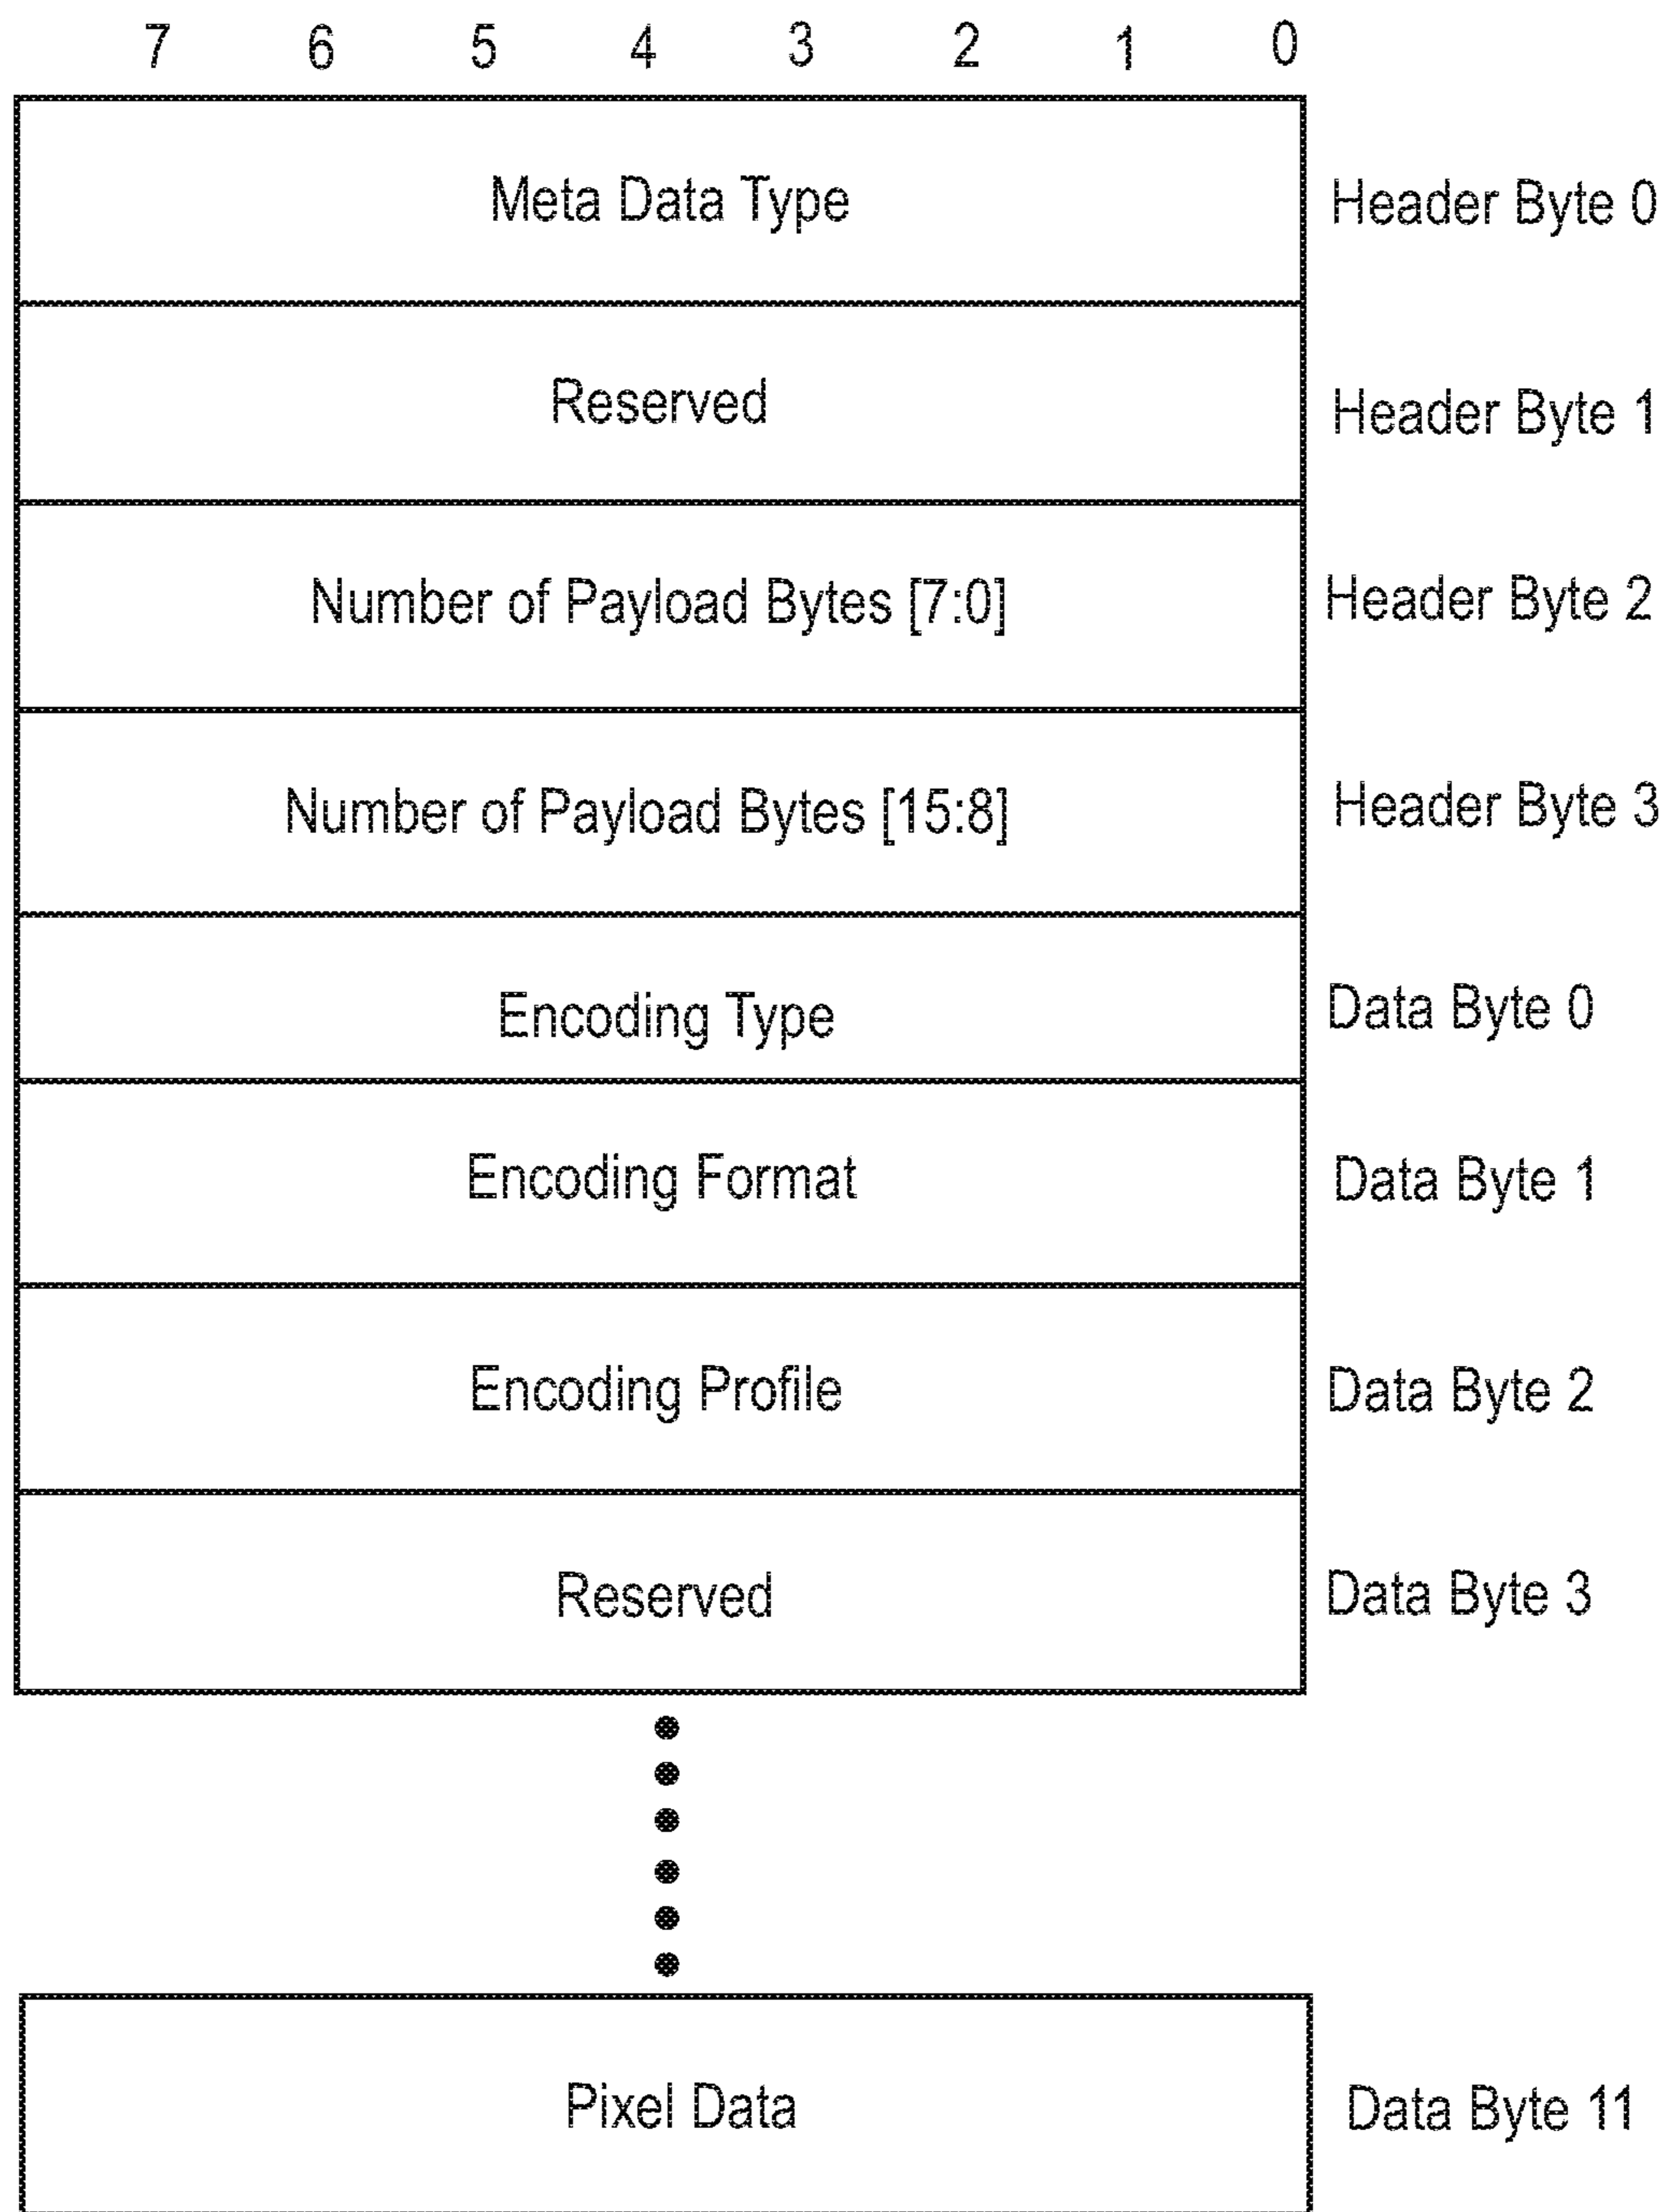 7 6 5 4 3 2 1 0
Meta Data Type Header Byte 0
Reserved Header Byte 1
Number of Payload Bytes [7:0] Header Byte 2
Number of Payload Bytes [15:8] Header Byte 3
Encoding Type Data Byte 0
Encoding Format Data Byte 1
Encoding Profile Data Byte 2
Reserved Data Byte 3
Pixel Data Data Byte 11